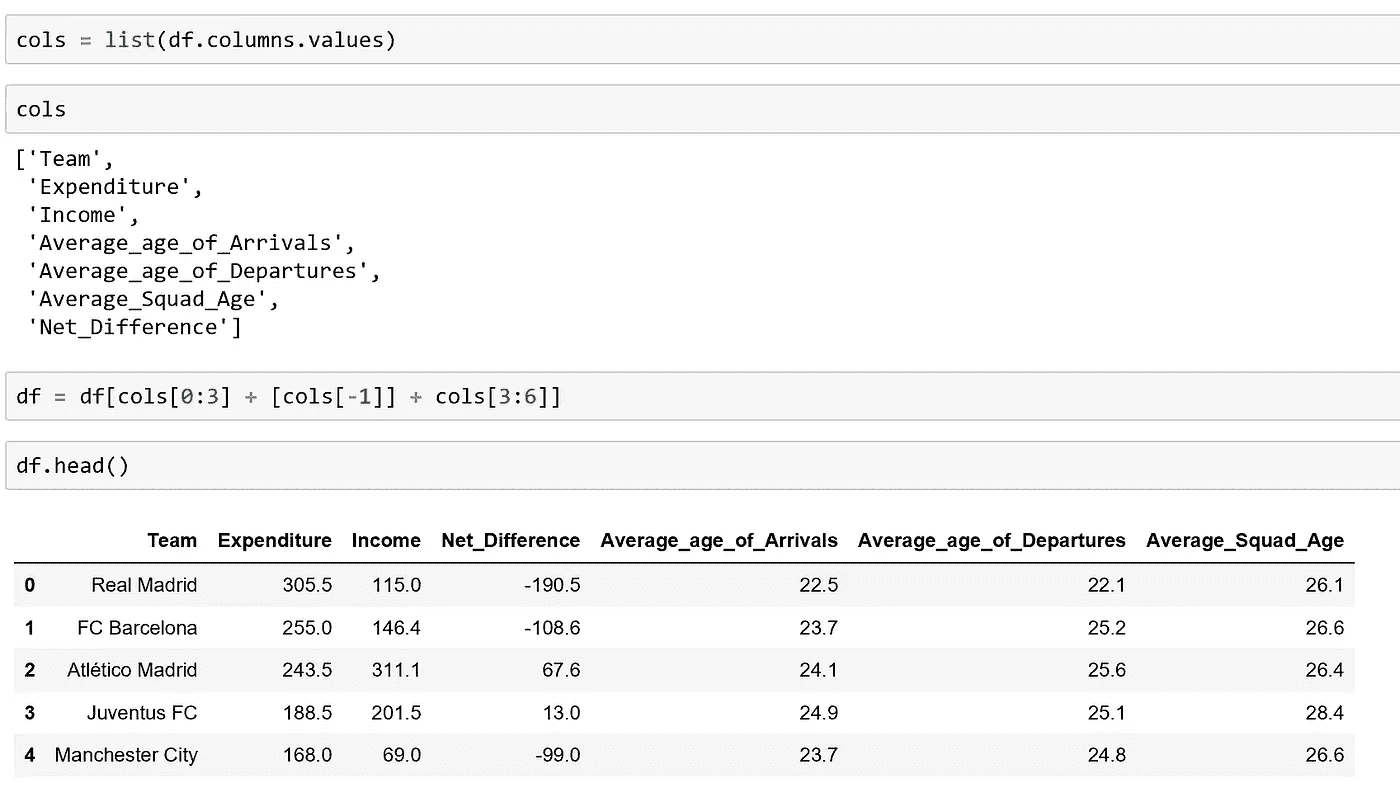 cols = list(df.columns.values)
cols
['Team',
 'Expenditure',
 'Income',
 'Average_age_of_Arrivals',
 'Average_age_of_Departures',
 'Average_Squad_Age',
 'Net_Difference']
df = df[cols[0:3] + [cols[-1]] + cols[3:6]]
df.head()
Team Expenditure Income Net_Difference Average_age_of_Arrivals Average_age_of_Departures Average_Squad_Age
0 Real Madrid 305.5 115.0 -190.5 22.5 22.1 26.1
1 FC Barcelona 255.0 146.4 -108.6 23.7 25.2 26.6
2 Atlético Madrid 243.5 311.1 67.6 24.1 25.6 26.4
3 Juventus FC 188.5 201.5 13.0 24.9 25.1 28.4
4 Manchester City 168.0 69.0 -99.0 23.7 24.8 26.6